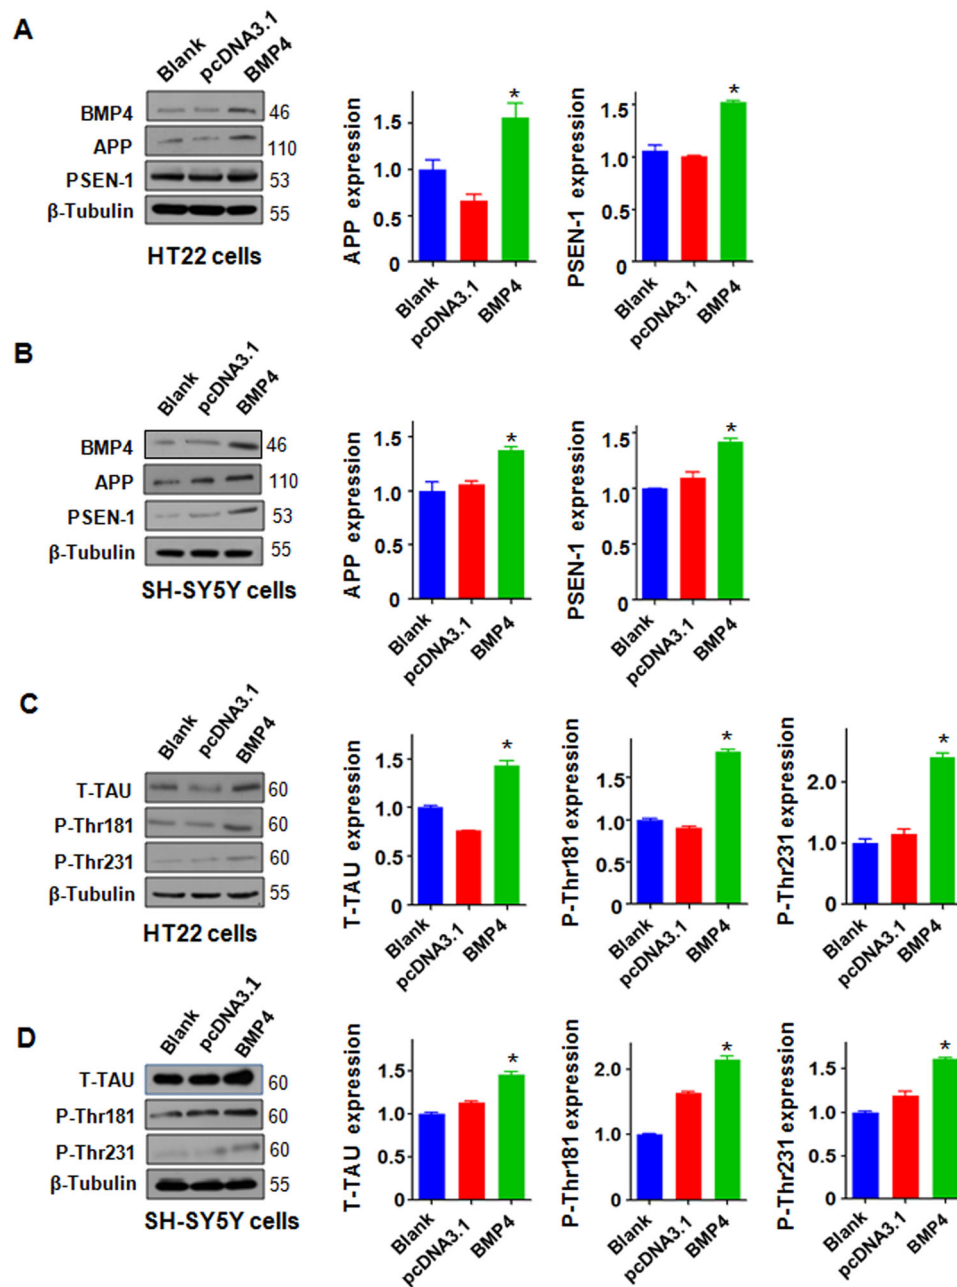 A
Blank
pcDNA3.1
BMP4
BMP4
46
APP
110
PSEN-1
53
β-Tubulin
55
HT22 cells
APP expression
1.5
1.0
0.5
0
*
Blank
pcDNA3.1
BMP4
PSEN-1 expression
1.5
1.0
0.5
0
*
Blank
pcDNA3.1
BMP4
B
Blank
pcDNA3.1
BMP4
BMP4
46
APP
110
PSEN-1
53
β-Tubulin
55
SH-SY5Y cells
APP expression
1.5
1.0
0.5
0
*
Blank
pcDNA3.1
BMP4
PSEN-1 expression
1.5
1.0
0.5
0
*
Blank
pcDNA3.1
BMP4
C
Blank
pcDNA3.1
BMP4
T-TAU
60
P-Thr181
60
P-Thr231
60
β-Tubulin
55
HT22 cells
T-TAU expression
1.5
1.0
0.5
0
*
Blank
pcDNA3.1
BMP4
P-Thr181 expression
1.5
1.0
0.5
0
*
Blank
pcDNA3.1
BMP4
P-Thr231 expression
2.0
1.0
0
*
Blank
pcDNA3.1
BMP4
D
Blank
pcDNA3.1
BMP4
T-TAU
60
P-Thr181
60
P-Thr231
60
β-Tubulin
55
SH-SY5Y cells
T-TAU expression
1.5
1.0
0.5
0
*
Blank
pcDNA3.1
BMP4
P-Thr181 expression
2.0
1.0
0
*
Blank
pcDNA3.1
BMP4
P-Thr231 expression
1.5
1.0
0.5
0
*
Blank
pcDNA3.1
BMP4